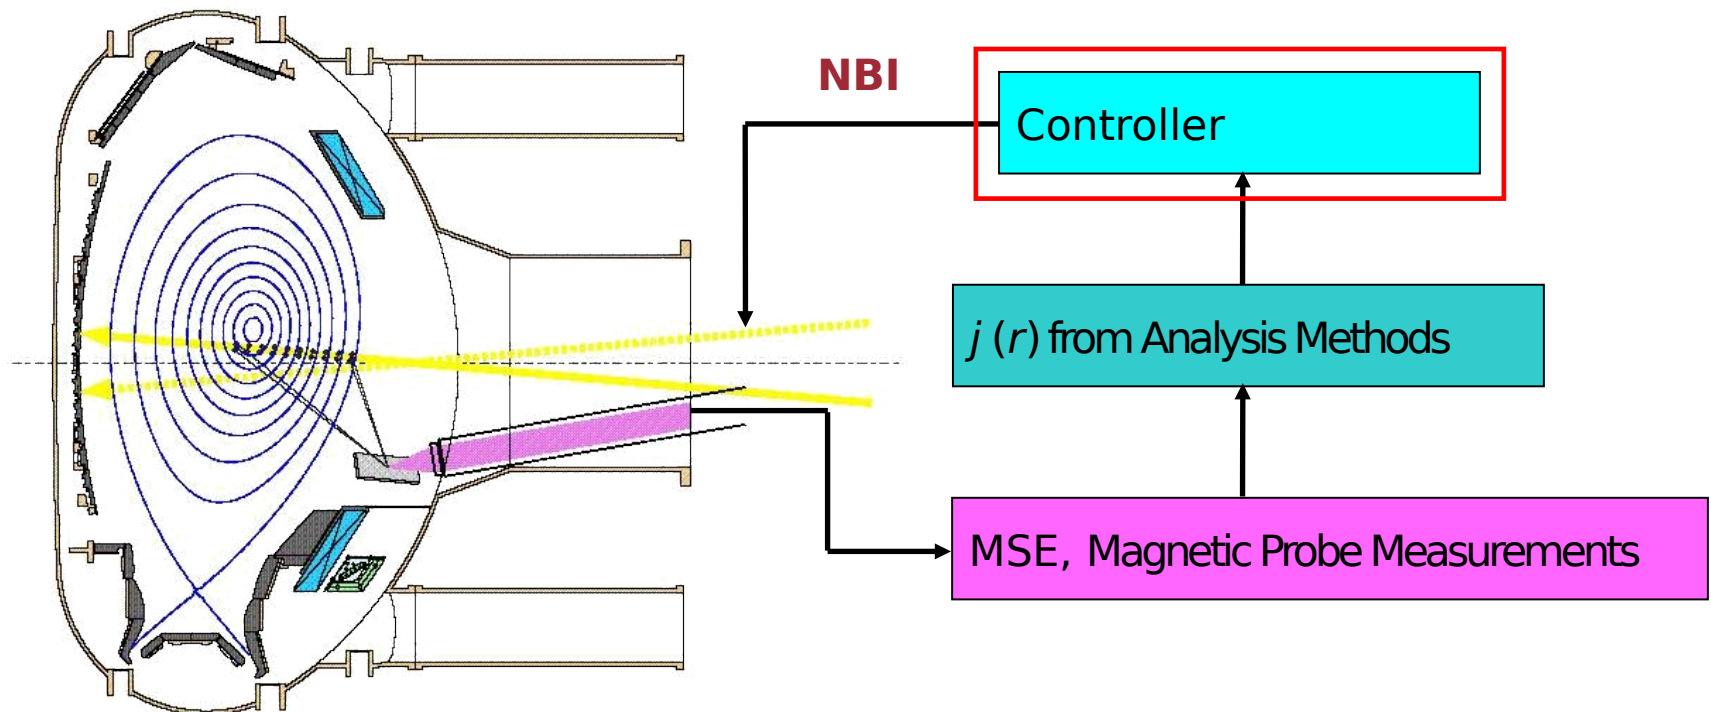 NBI
Controller
j (r) from Analysis Methods
MSE, Magnetic Probe Measurements